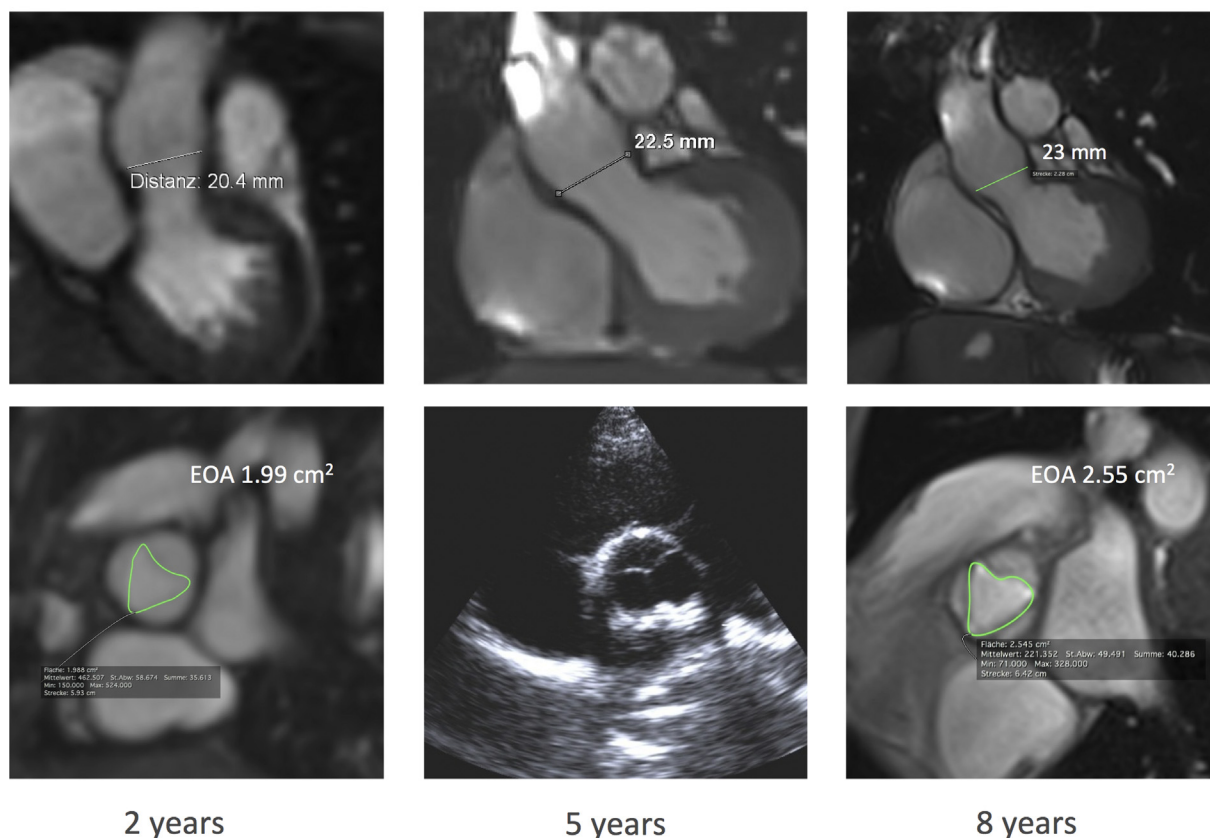 Distanz: 20.4 mm
22.5 mm
23 mm
Strecke: 2.28 cm
EOA 1.99 cm²
Fläche: 1.988 cm²
Mittelwert: 462.507 St.Abw: 58.674 Summe: 35.613
Min: 150.000 Max: 524.000
Strecke: 5.93 cm
EOA 2.55 cm²
Fläche: 2.545 cm²
Mittelwert: 221.352 St.Abw: 49.491 Summe: 40.286
Min: 71.000 Max: 328.000
Strecke: 6.42 cm
2 years
5 years
8 years